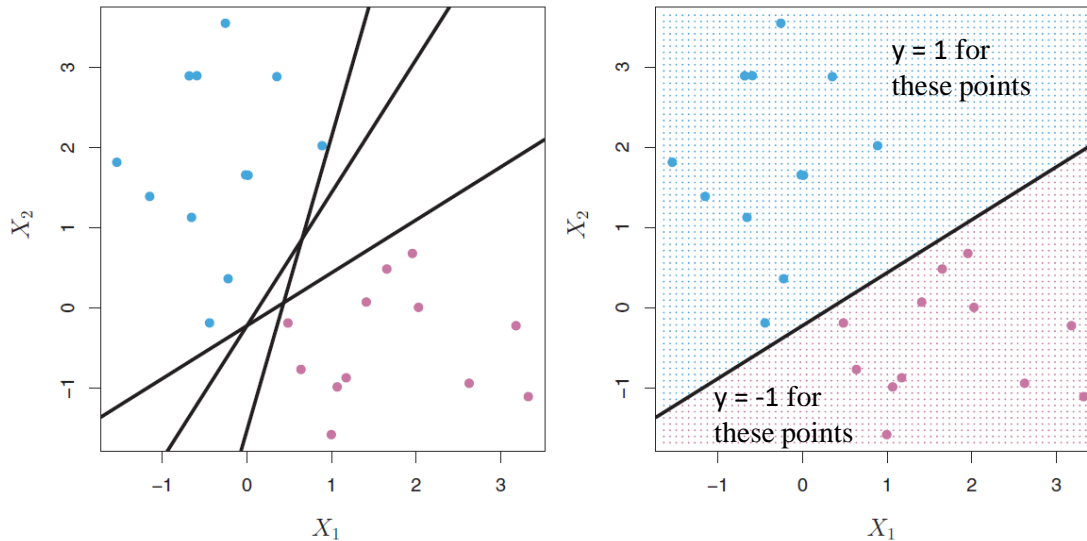 3
2
1
0
−1
X₂
−1
0
1
2
3
X₁
y = 1 for
these points
y = -1 for
these points
3
2
1
0
−1
X₂
−1
0
1
2
3
X₁